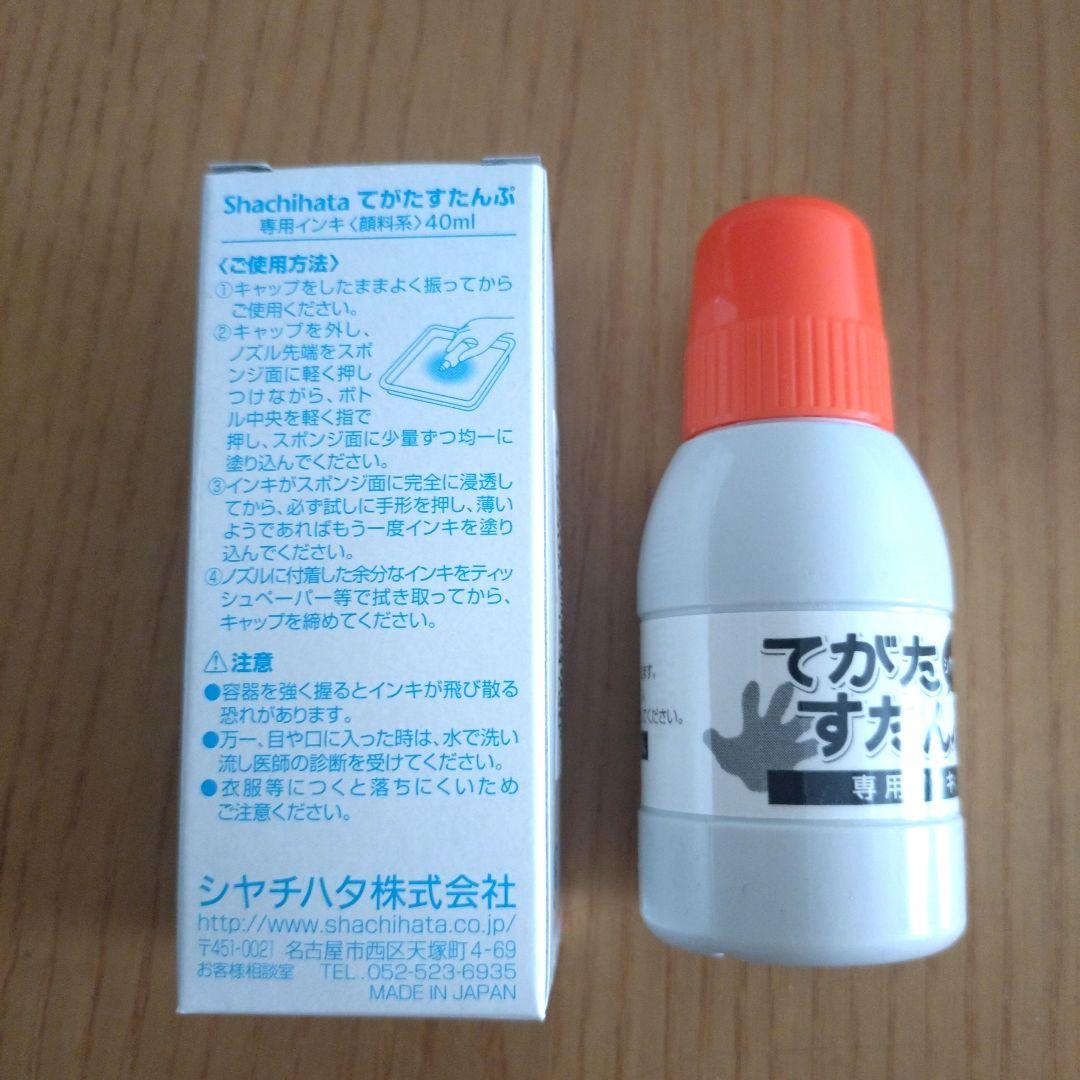 Shachihata てがたすたんぷ
専用インキ〈顔料系〉40ml
〈ご使用方法〉
①キャップをしたままよく振ってから
ご使用ください。
②キャップを外し、
ノズル先端をスポ
ンジ面に軽く押し
つけながら、ボト
ル中央を軽く指で
押し、スポンジ面に少量ずつ均一に
塗り込んでください。
③インキがスポンジ面に完全に浸透し
てから、必ず試しに手形を押し、薄い
ようであればもう一度インキを塗り
込んでください。
④ノズルに付着した余分なインキをティッ
シュペーパー等で拭き取ってから、
キャップを締めてください。
⚠注意
●容器を強く握るとインキが飛び散る
恐れがあります。
●万一、目や口に入った時は、水で洗い
流し医師の診断を受けてください。
●衣服等につくと落ちにくいため
ご注意ください。
シヤチハタ株式会社
http://www.shachihata.co.jp/
〒451-0021 名古屋市西区天塚町4-69
お客様相談室 TEL.052-523-6935
MADE IN JAPAN
ます。
ください。
てがた
すたん
専用